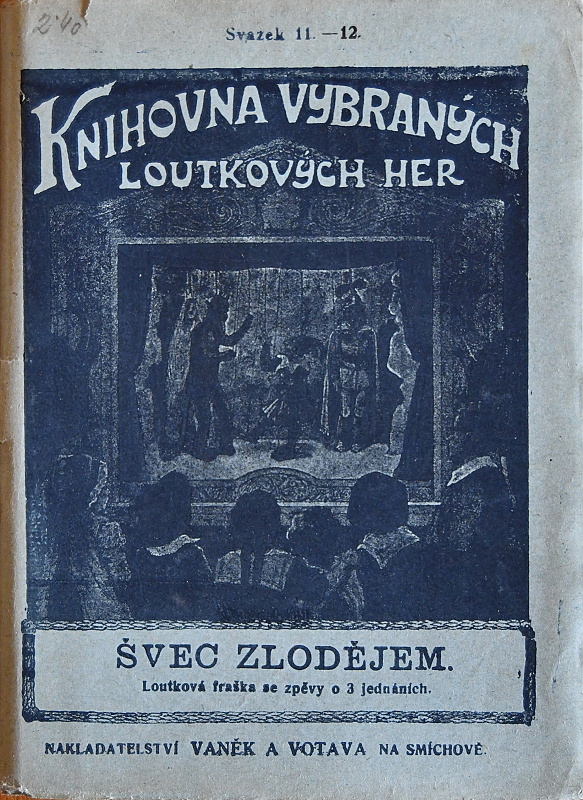 2·40
Svazek 11.—12.
KNIHOVNA VYBRANÝCH
LOUTKOVÝCH HER
ŠVEC ZLODĚJEM.
Loutková fraška se zpěvy o 3 jednáních.
NAKLADATELSTVÍ VANĚK A VOTAVA NA SMÍCHOVĚ.